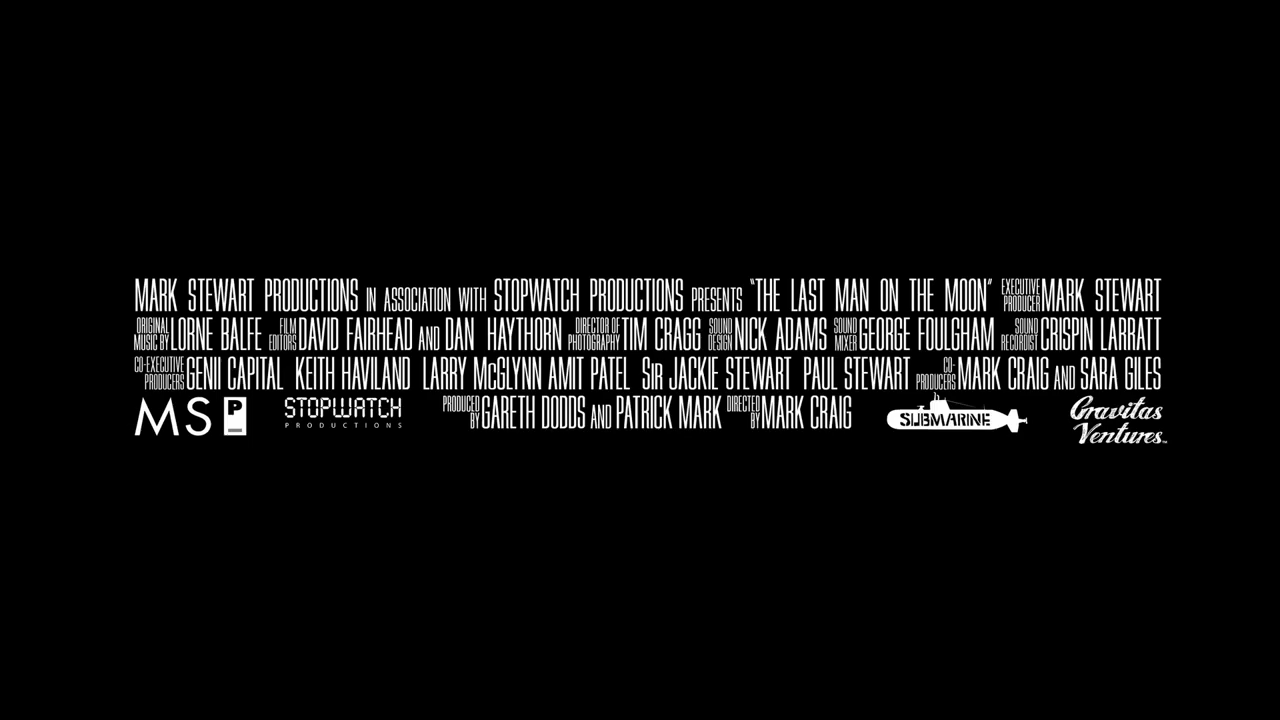 MARK STEWART PRODUCTIONS IN ASSOCIATION WITH STOPWATCH PRODUCTIONS PRESENTS "THE LAST MAN ON THE MOON" EXECUTIVE PRODUCER MARK STEWART
ORIGINAL MUSIC BY LORNE BALFE FILM EDITORS DAVID FAIRHEAD AND DAN HAYTHORN DIRECTOR OF PHOTOGRAPHY TIM CRAGG SOUND DESIGN NICK ADAMS SOUND MIXER GEORGE FOULGHAM SOUND RECORDIST CRISPIN LARRATT
CO-EXECUTIVE PRODUCERS GENII CAPITAL KEITH HAVILAND LARRY McGLYNN AMIT PATEL SIR JACKIE STEWART PAUL STEWART CO-PRODUCERS MARK CRAIG AND SARA GILES
MSP STOPWATCH PRODUCTIONS PRODUCED BY GARETH DODDS AND PATRICK MARK DIRECTED BY MARK CRAIG SUBMARINE Gravitas Ventures™